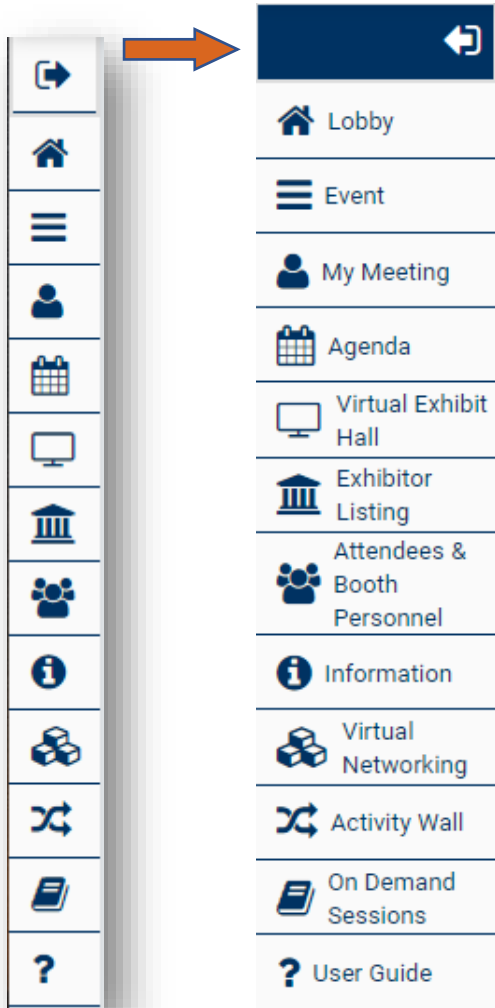 Lobby
Event
My Meeting
Agenda
Virtual Exhibit
Hall
Exhibitor
Listing
Attendees &
Booth
Personnel
Information
Virtual
Networking
Activity Wall
On Demand
Sessions
? User Guide
?